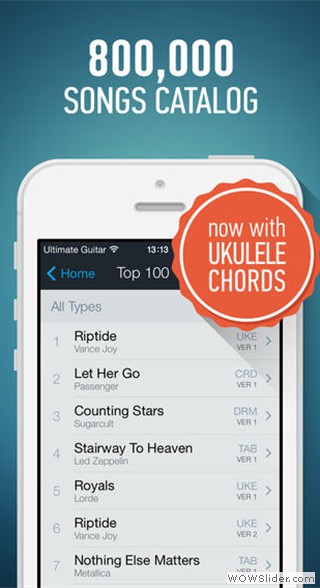 800,000
SONGS CATALOG
now with
UKULELE
CHORDS
Ultimate Guitar 13:13
Home Top 100
All Types
1 Riptide UKE
Vance Joy VER 1
2 Let Her Go CRD
Passenger VER 1
3 Counting Stars DRM
Sugarcult VER 1
4 Stairway To Heaven TAB
Led Zeppelin VER 1
5 Royals UKE
Lorde VER 1
6 Riptide UKE
Vance Joy VER 2
7 Nothing Else Matters TAB
Metallica VER 1
WOWSlider.com